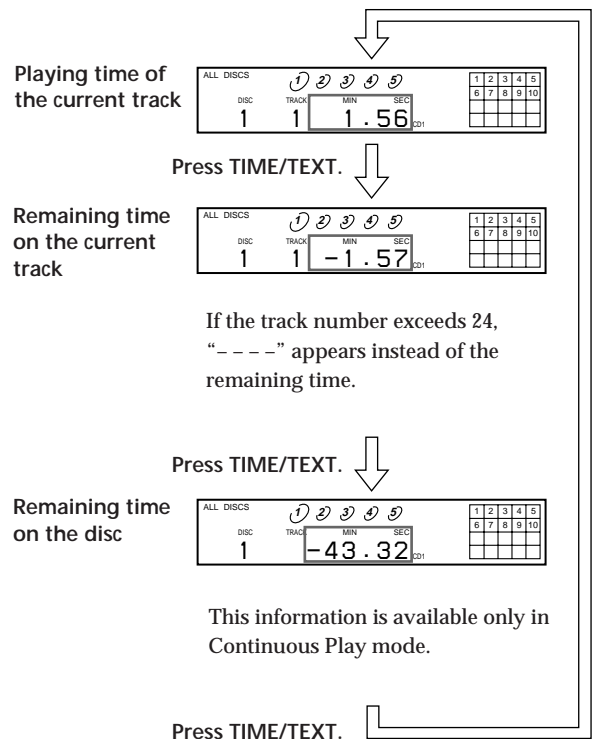 Playing time of
the current track
ALL DISCS
1 2 3 4 5
DISC TRACK MIN SEC
1 1 1.56 CD1
1 2 3 4 5
6 7 8 9 10
Press TIME/TEXT.
Remaining time
on the current
track
ALL DISCS
1 2 3 4 5
DISC TRACK MIN SEC
1 1 –1.57 CD1
1 2 3 4 5
6 7 8 9 10
If the track number exceeds 24,
“– – – –” appears instead of the
remaining time.
Press TIME/TEXT.
Remaining time
on the disc
ALL DISCS
1 2 3 4 5
DISC TRACK MIN SEC
1 –43.32 CD1
1 2 3 4 5
6 7 8 9 10
This information is available only in
Continuous Play mode.
Press TIME/TEXT.